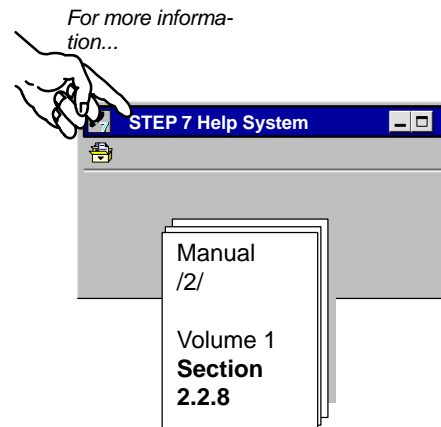 For more informa-
tion...
STEP 7 Help System
Manual
/2/
Volume 1
Section
2.2.8